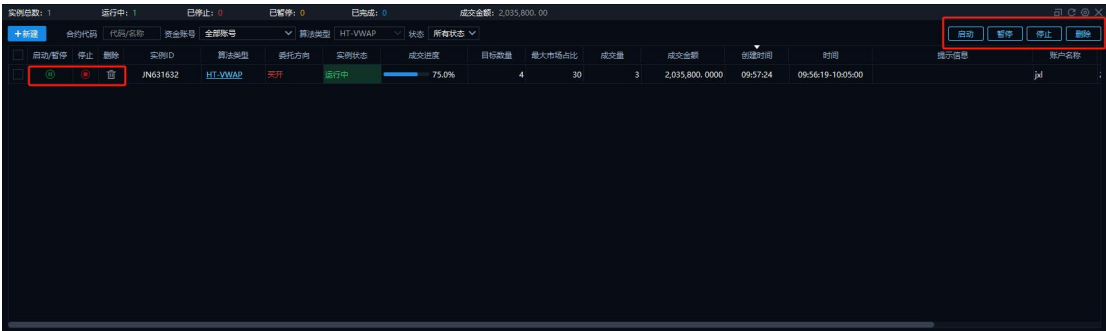 实例总数: 1 运行中: 1 已停止: 0 已暂停: 0 已完成: 0 成交金额: 2,035,800.00
+新建 合约代码 代码/名称 资金账号 全部账号 算法类型 HT-VWAP 状态 所有状态 启动 暂停 停止 删除
启动/暂停 停止 删除 实例ID 算法类型 委托方向 实例状态 成交进度 目标数量 最大市场占比 成交量 成交金额 创建时间 时间 提示信息 账户名称
JN631632 HT-VWAP 买开 运行中 75.0% 4 30 3 2,035,800.0000 09:57:24 09:56:19-10:05:00 jxl